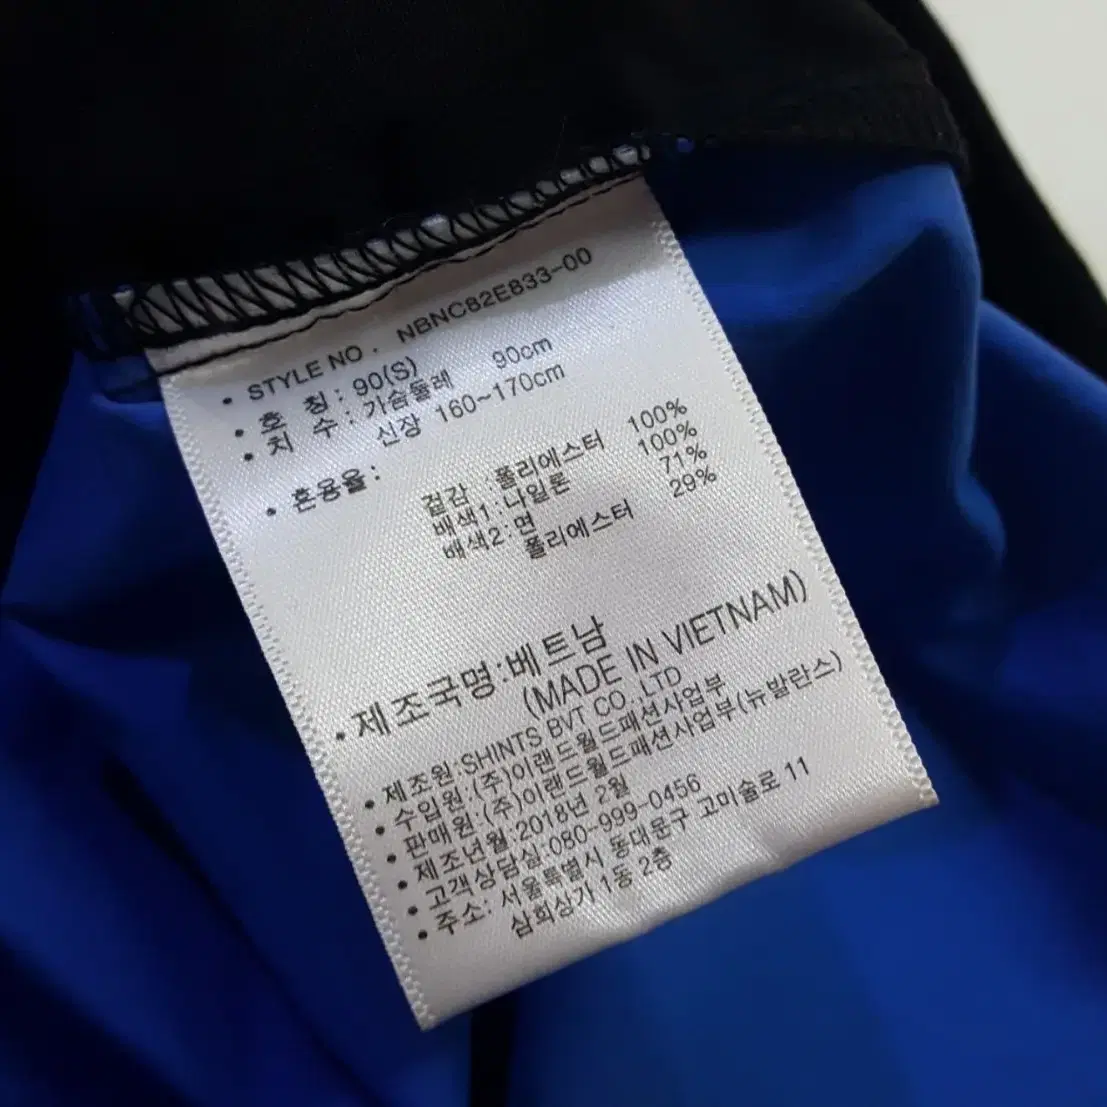 • STYLE NO . NBNC82E833-00
• 호 칭 : 90(S)
• 치 수 : 가슴둘레 90cm
신장 160~170cm
• 혼용율 :
겉감 :폴리에스터 100%
배색1:나일론 100%
배색2:면 71%
폴리에스터 29%
• 제조국명:베트남
(MADE IN VIETNAM)
• 제조원:SHINTS BVT CO.,LTD
• 수입원:(주)이랜드월드패션사업부
• 판매원:(주)이랜드월드패션사업부(뉴발란스)
• 제조년월:2018년 2월
• 고객상담실:080-999-0456
• 주소: 서울특별시 동대문구 고미술로 11
삼희상가 1동 2층